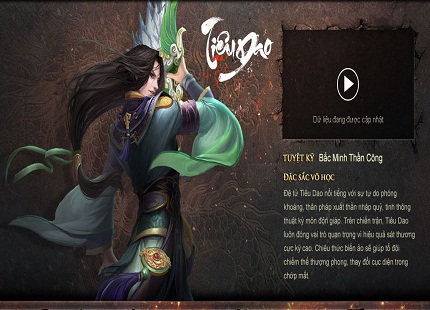 Tiêu Dao
Dữ liệu đang được cập nhật
TUYỆT KỸ Bắc Minh Thần Công
ĐẶC SẮC VÕ HỌC
Đệ tử Tiêu Dao nổi tiếng với sự tự do phóng
khoáng, thân pháp xuất thần nhập quỷ, tinh thông
thuật kỳ môn độn giáp. Trên chiến trận, Tiêu Dao
luôn đóng vai trò quan trọng vì hiệu quả sát thương
cực kỳ cao. Chiêu thức biến ảo sẽ giúp tổ đội
chiếm thế thượng phong, thay đổi cục diện trong
chớp mắt.